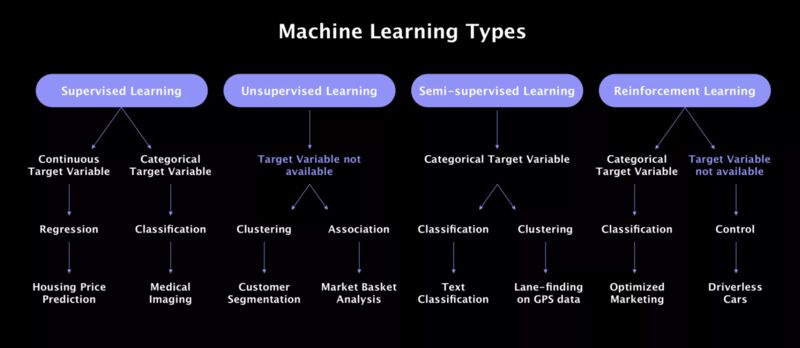 Machine Learning Types
Supervised Learning
Unsupervised Learning
Semi-supervised Learning
Reinforcement Learning
Continuous
Target Variable
Categorical
Target Variable
Target Variable not
available
Categorical Target Variable
Categorical
Target Variable
Target Variable
not available
Regression
Classification
Clustering
Association
Classification
Clustering
Classification
Control
Housing Price
Prediction
Medical
Imaging
Customer
Segmentation
Market Basket
Analysis
Text
Classification
Lane-finding
on GPS data
Optimized
Marketing
Driverless
Cars